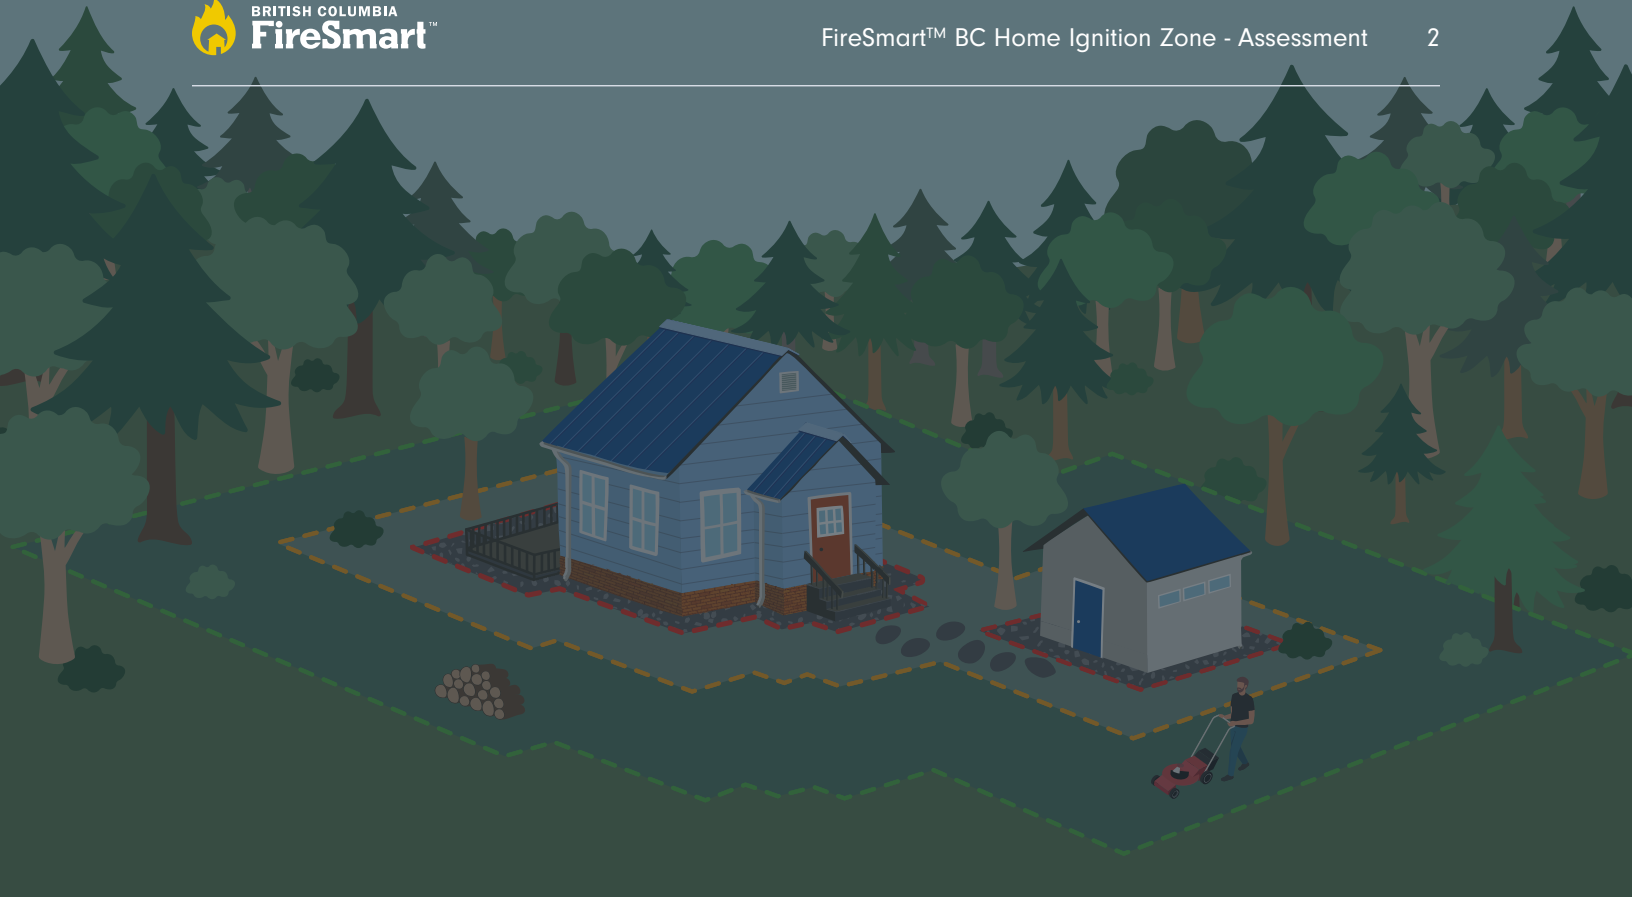 BRITISH COLUMBIA
FireSmart™
FireSmart™ BC Home Ignition Zone - Assessment 2